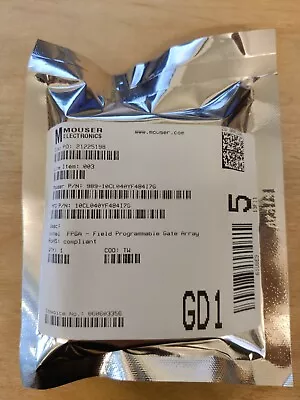 MOUSER
ELECTRONICS
www.mouser.com
PO: 21225198
Item: 003
P/N: 989-10CL040YF484I7G
P/N: 10CL040YF484I7G
FPGA - Field Programmable Gate Array
compliant
1
COO: TW
5
GD1